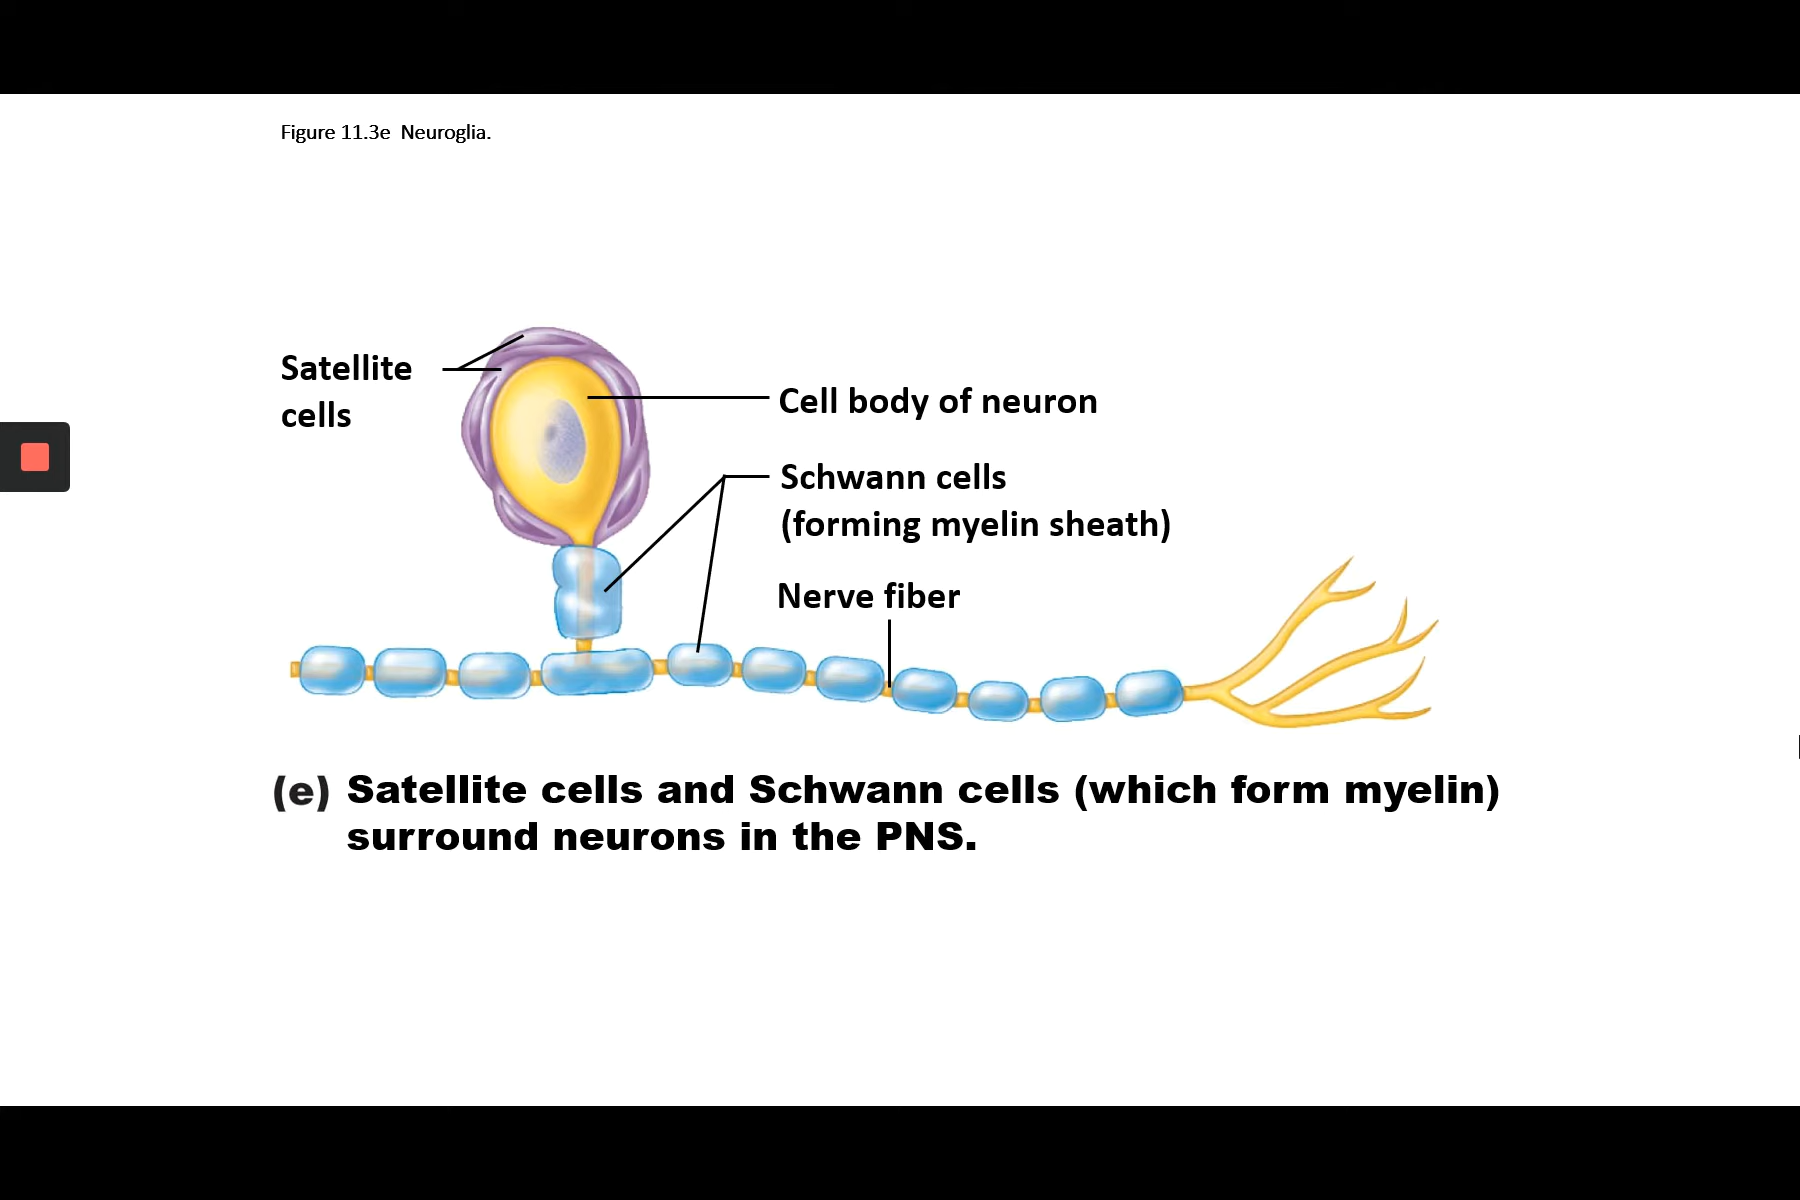 Figure 11.3e  Neuroglia.
Satellite
cells
Cell body of neuron
Schwann cells
(forming myelin sheath)
Nerve fiber
(e) Satellite cells and Schwann cells (which form myelin)
surround neurons in the PNS.